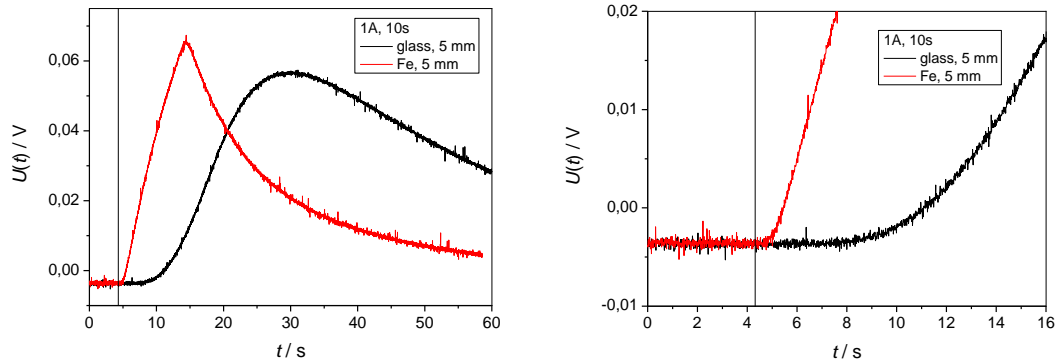 1A, 10s
glass, 5 mm
Fe, 5 mm
0,06
0,04
0,02
0,00
U(t) / V
0 10 20 30 40 50 60
t / s
0,02
1A, 10s
glass, 5 mm
Fe, 5 mm
0,01
0,00
-0,01
U(t) / V
0 2 4 6 8 10 12 14 16
t / s